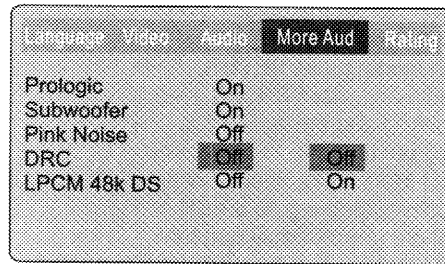 Language Video Audio More Aud Rating
Prologic On
Subwoofer On
Pink Noise Off
DRC Off Off
LPCM 48k DS Off On